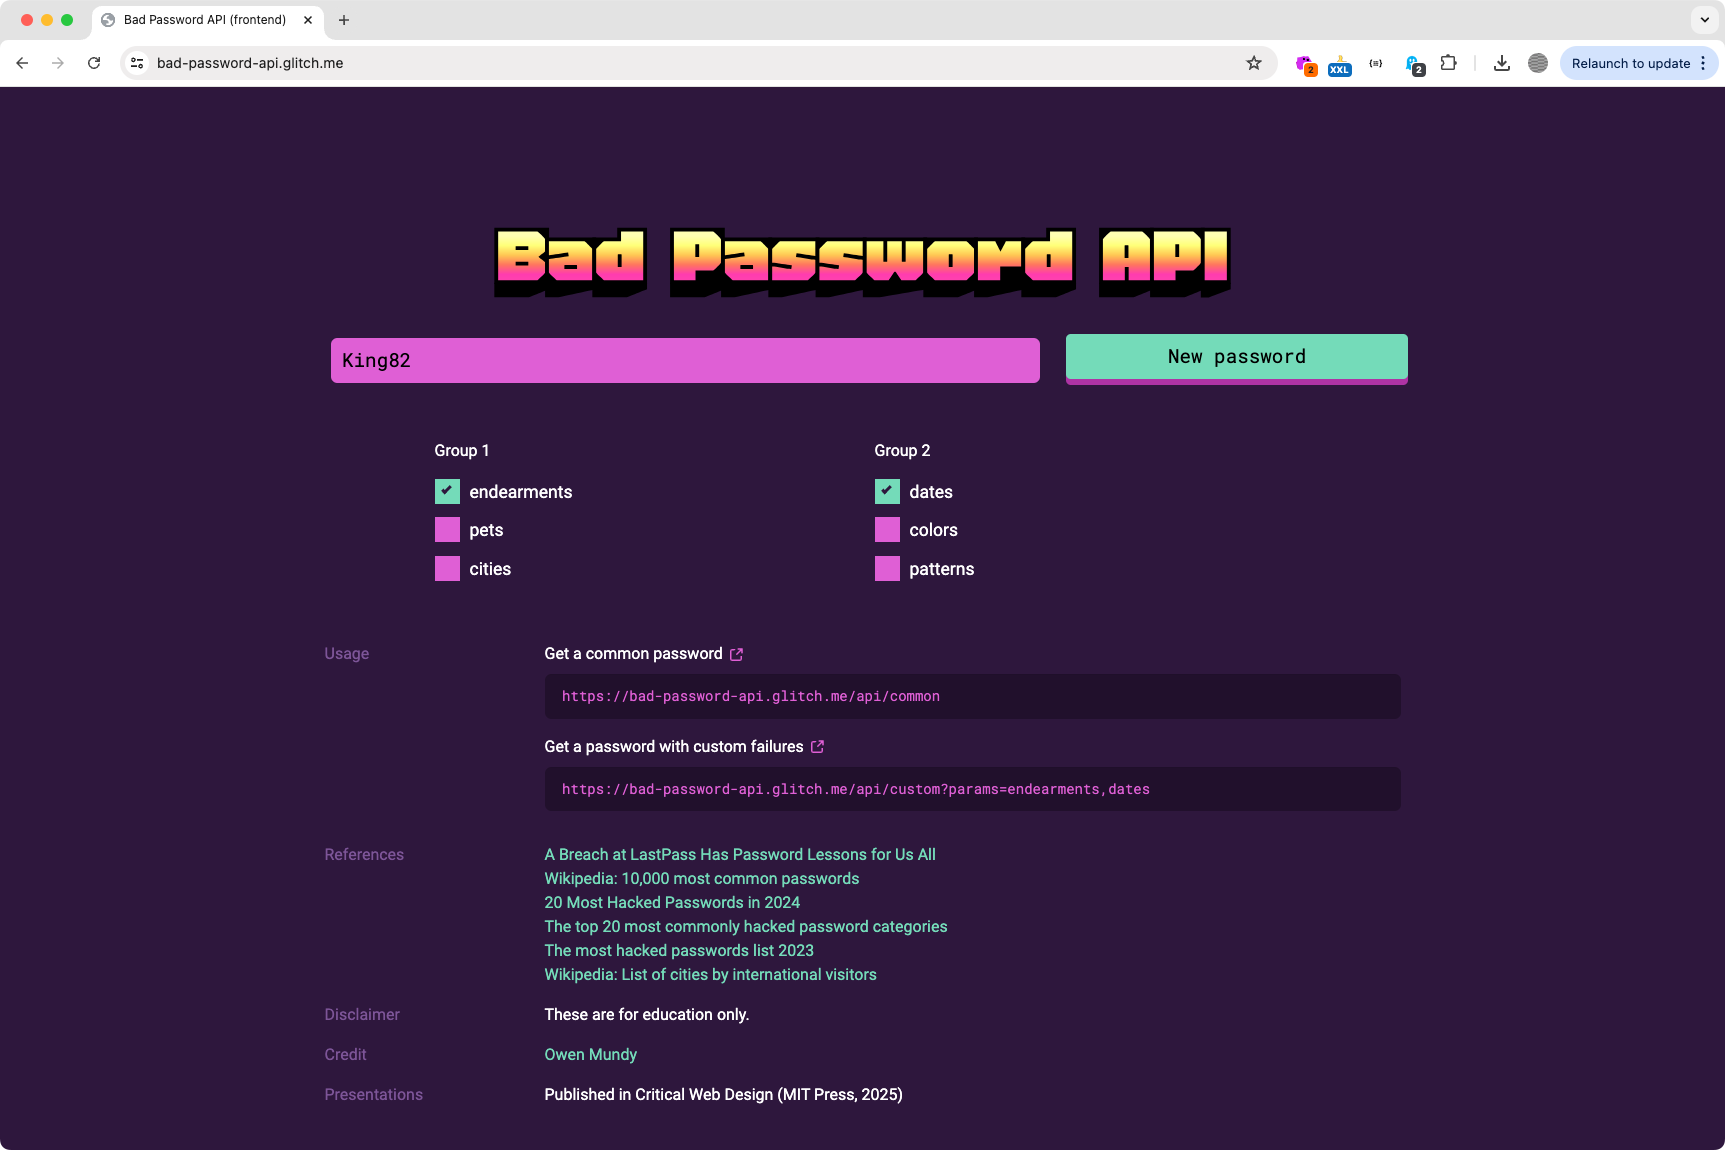 Bad Password API (frontend)
bad-password-api.glitch.me
2
XXL
2
Relaunch to update
Bad Password API
King82
New password
Group 1
endearments
pets
cities
Group 2
dates
colors
patterns
Usage
Get a common password
https://bad-password-api.glitch.me/api/common
Get a password with custom failures
https://bad-password-api.glitch.me/api/custom?params=endearments,dates
References
A Breach at LastPass Has Password Lessons for Us All
Wikipedia: 10,000 most common passwords
20 Most Hacked Passwords in 2024
The top 20 most commonly hacked password categories
The most hacked passwords list 2023
Wikipedia: List of cities by international visitors
Disclaimer
These are for education only.
Credit
Owen Mundy
Presentations
Published in Critical Web Design (MIT Press, 2025)